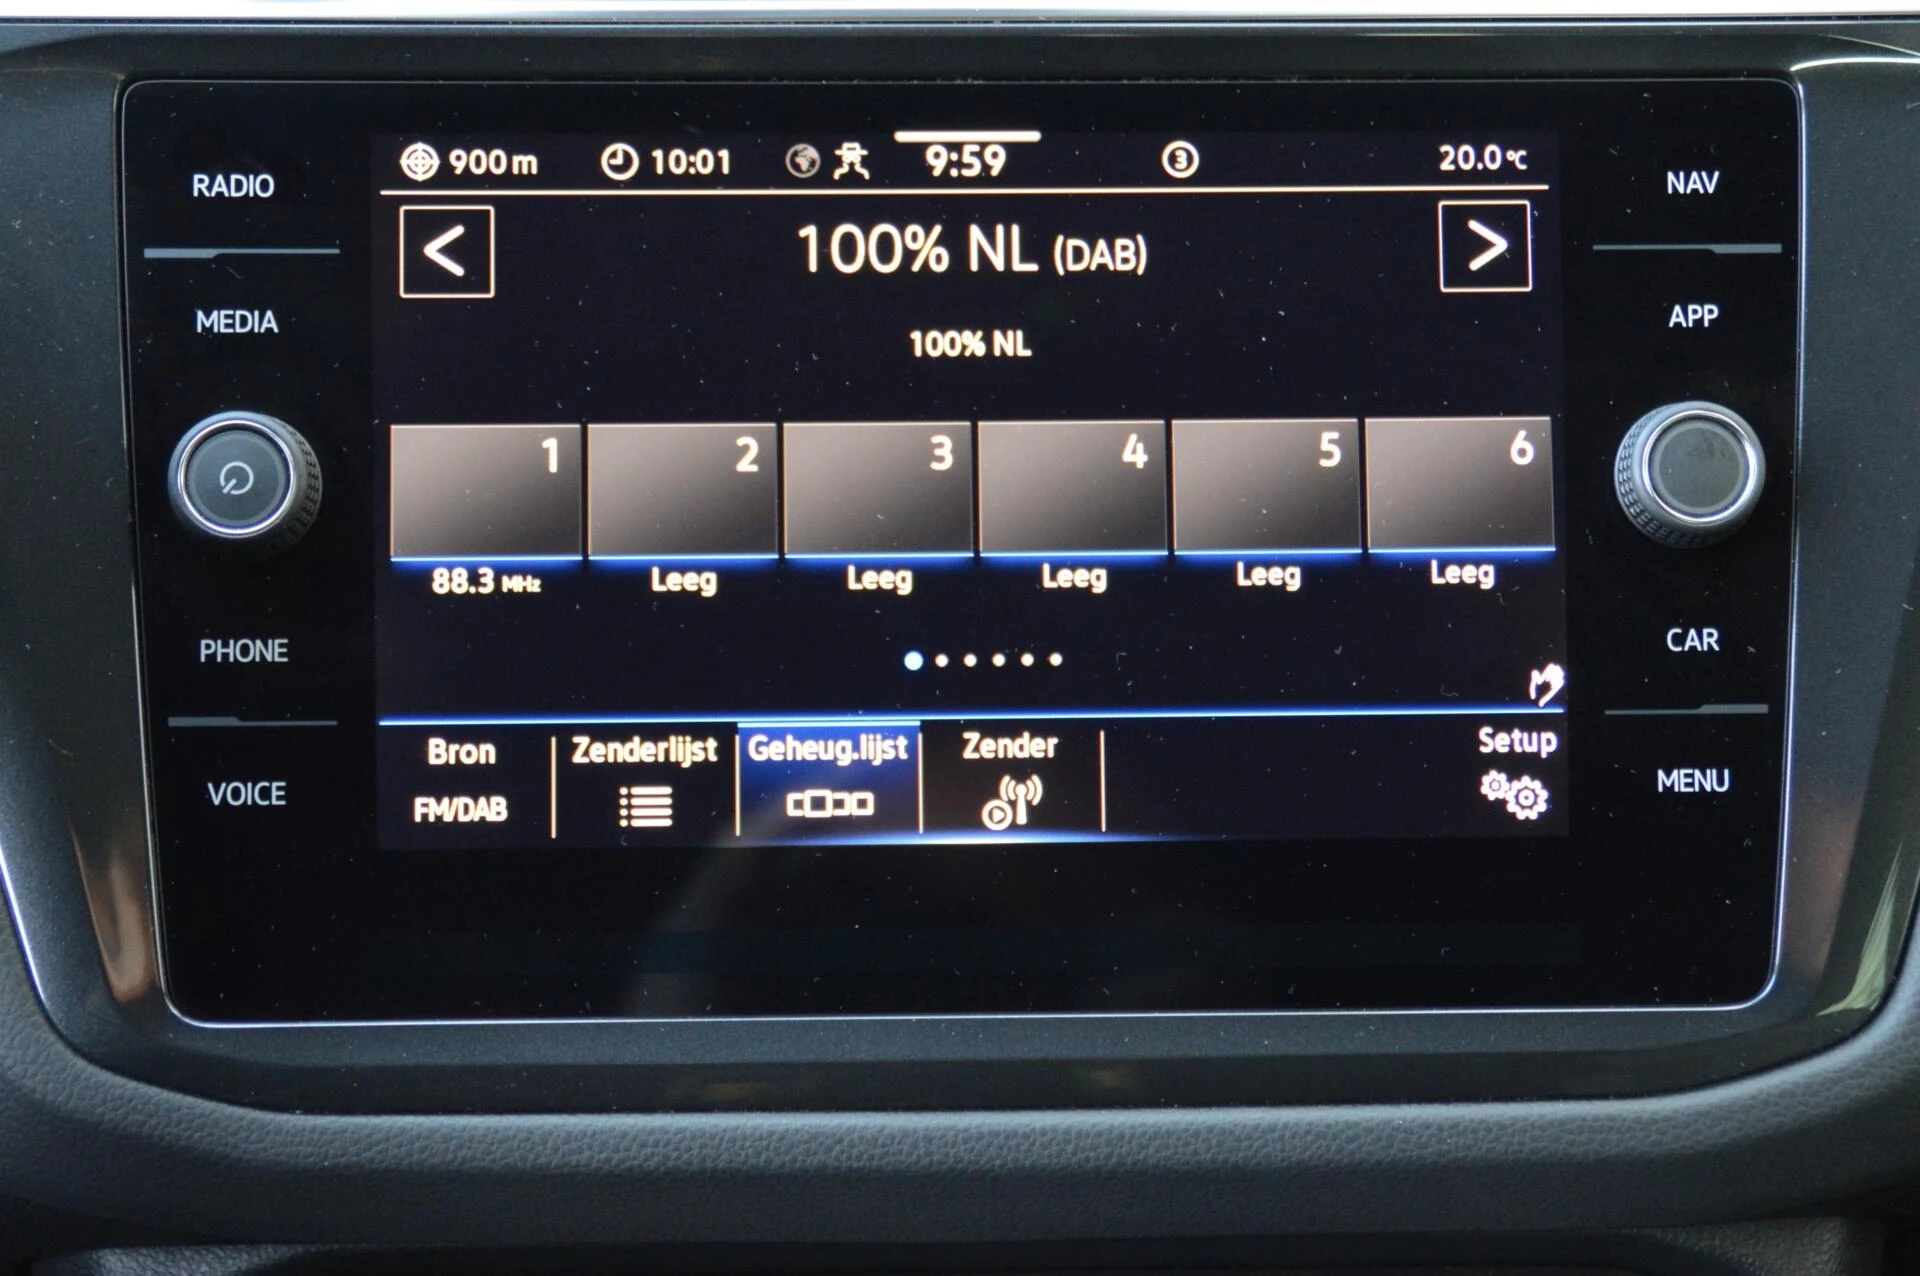 RADIO
MEDIA
PHONE
VOICE
900 m 10:01 9:59 3 20.0 °C
< 100% NL (DAB) >
100% NL
1 2 3 4 5 6
88.3 MHz Leeg Leeg Leeg Leeg Leeg
Bron Zenderlijst Geheug.lijst Zender Setup
FM/DAB
NAV
APP
CAR
MENU